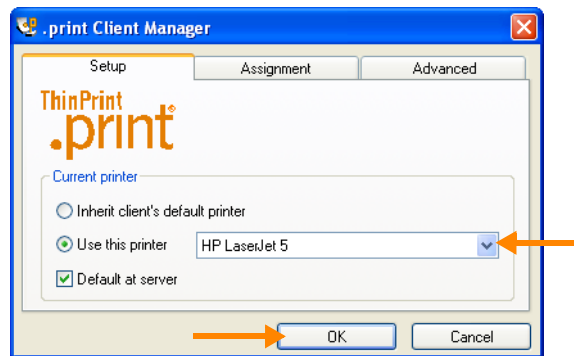 .print Client Manager
Setup Assignment Advanced
ThinPrint
.print®
Current printer
Inherit client's default printer
Use this printer HP LaserJet 5
Default at server
OK Cancel